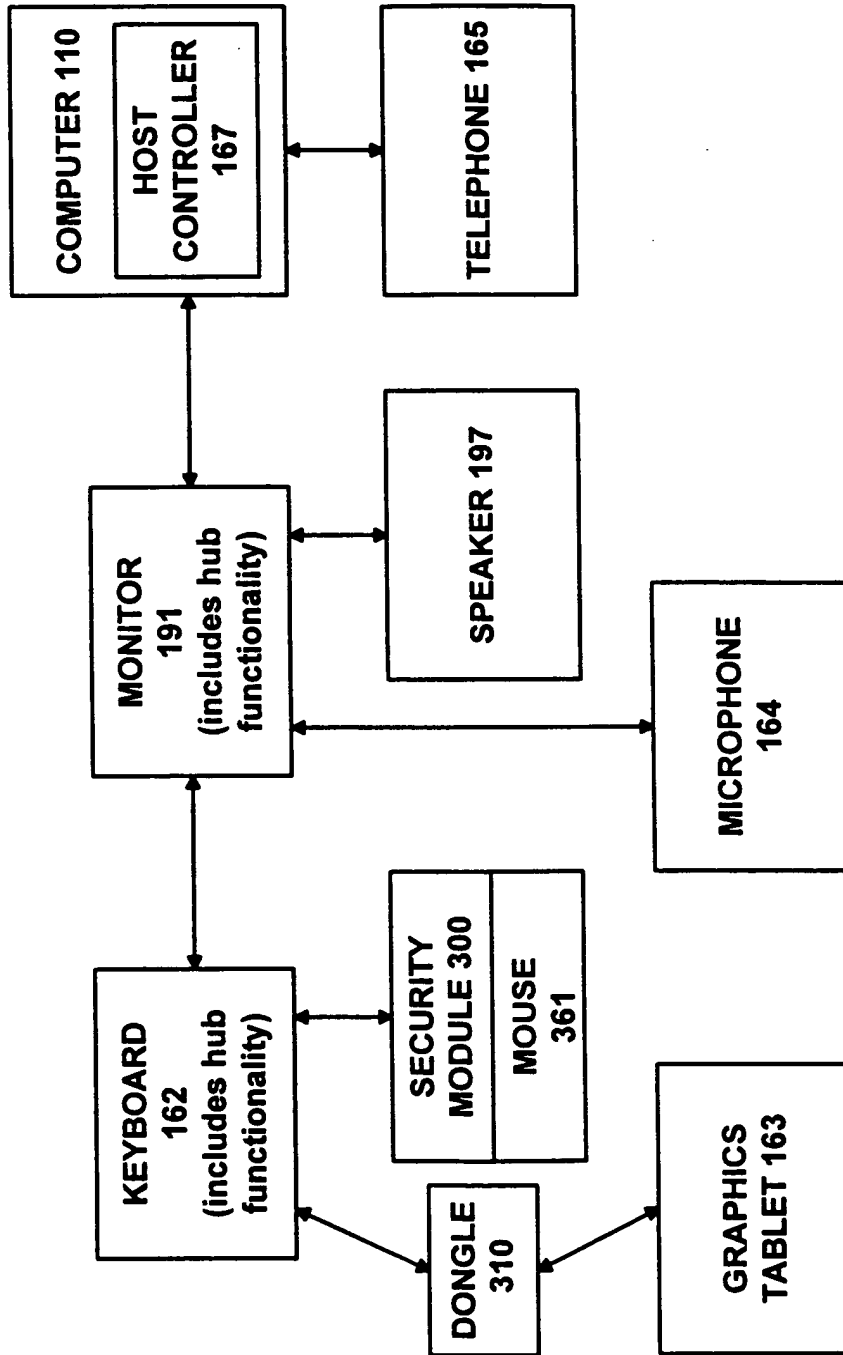 KEYBOARD
162
(includes hub
functionality)
MONITOR
191
(includes hub
functionality)
COMPUTER 110
HOST
CONTROLLER
167
DONGLE
310
SECURITY
MODULE 300
MOUSE
361
SPEAKER 197
TELEPHONE 165
GRAPHICS
TABLET 163
MICROPHONE
164